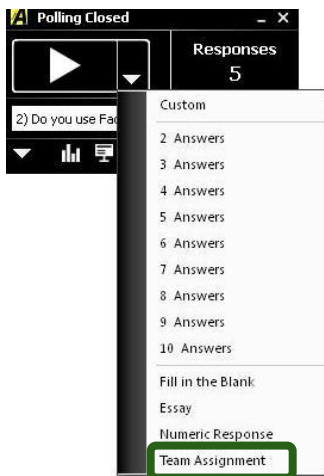 Polling Closed
Responses
5
2) Do you use
Custom
2 Answers
3 Answers
4 Answers
5 Answers
6 Answers
7 Answers
8 Answers
9 Answers
10 Answers
Fill in the Blank
Essay
Numeric Response
Team Assignment